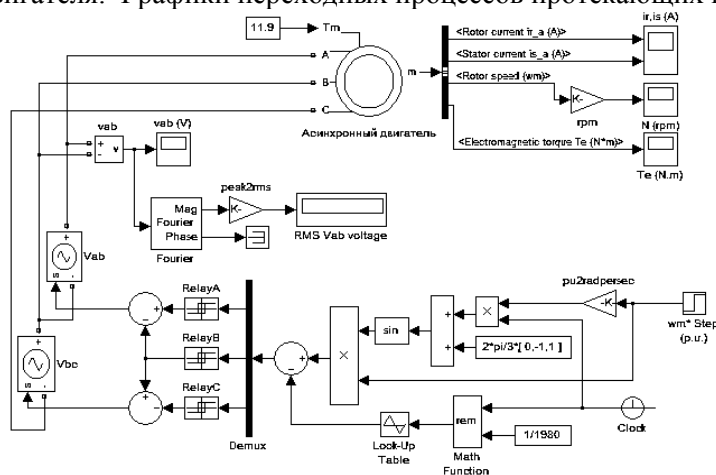 вигателя. Графики переходных процессов протекающих
11.9
Tm
A
B
C
m
Асинхронный двигатель
<Rotor current ir_a (A)>
<Stator current is_a (A)>
<Rotor speed (wm)>
<Electromagnetic torque Te (N*m)>
ir,is (A)
K-
rpm
N (rpm)
Te (N.m)
vab
+
-
v
vab (V)
Mag
Fourier
Phase
Fourier
peak2rms
K-
RMS Vab voltage
Vab
Vbc
RelayA
RelayB
RelayC
Demux
sin
2*pi/3*[ 0,-1,1 ]
pu2radpersec
-K
wm* Step
(p.u.)
Look-Up
Table
rem
Math
Function
1/1980
Clock